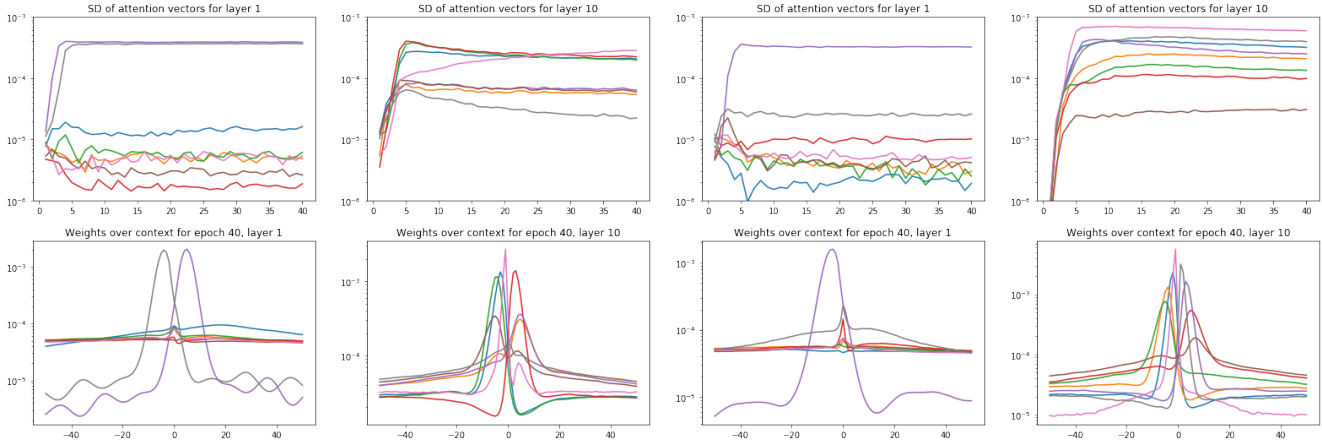 SD of attention vectors for layer 1
10⁻³
10⁻⁴
10⁻⁵
10⁻⁶
0 5 10 15 20 25 30 35 40
SD of attention vectors for layer 10
10⁻³
10⁻⁴
10⁻⁵
10⁻⁶
0 5 10 15 20 25 30 35 40
SD of attention vectors for layer 1
10⁻³
10⁻⁴
10⁻⁵
10⁻⁶
0 5 10 15 20 25 30 35 40
SD of attention vectors for layer 10
10⁻³
10⁻⁴
10⁻⁵
10⁻⁶
0 5 10 15 20 25 30 35 40
Weights over context for epoch 40, layer 1
10⁻³
10⁻⁴
10⁻⁵
−40 −20 0 20 40
Weights over context for epoch 40, layer 10
10⁻³
10⁻⁴
−40 −20 0 20 40
Weights over context for epoch 40, layer 1
10⁻³
10⁻⁴
10⁻⁵
−40 −20 0 20 40
Weights over context for epoch 40, layer 10
10⁻³
10⁻⁴
10⁻⁵
−40 −20 0 20 40